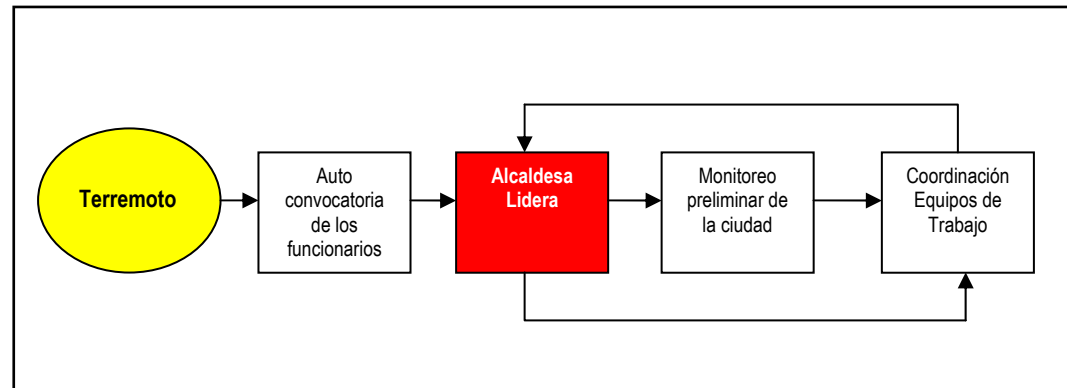 Terremoto
Auto
convocatoria
de los
funcionarios
Alcaldesa
Lidera
Monitoreo
preliminar de
la ciudad
Coordinación
Equipos de
Trabajo